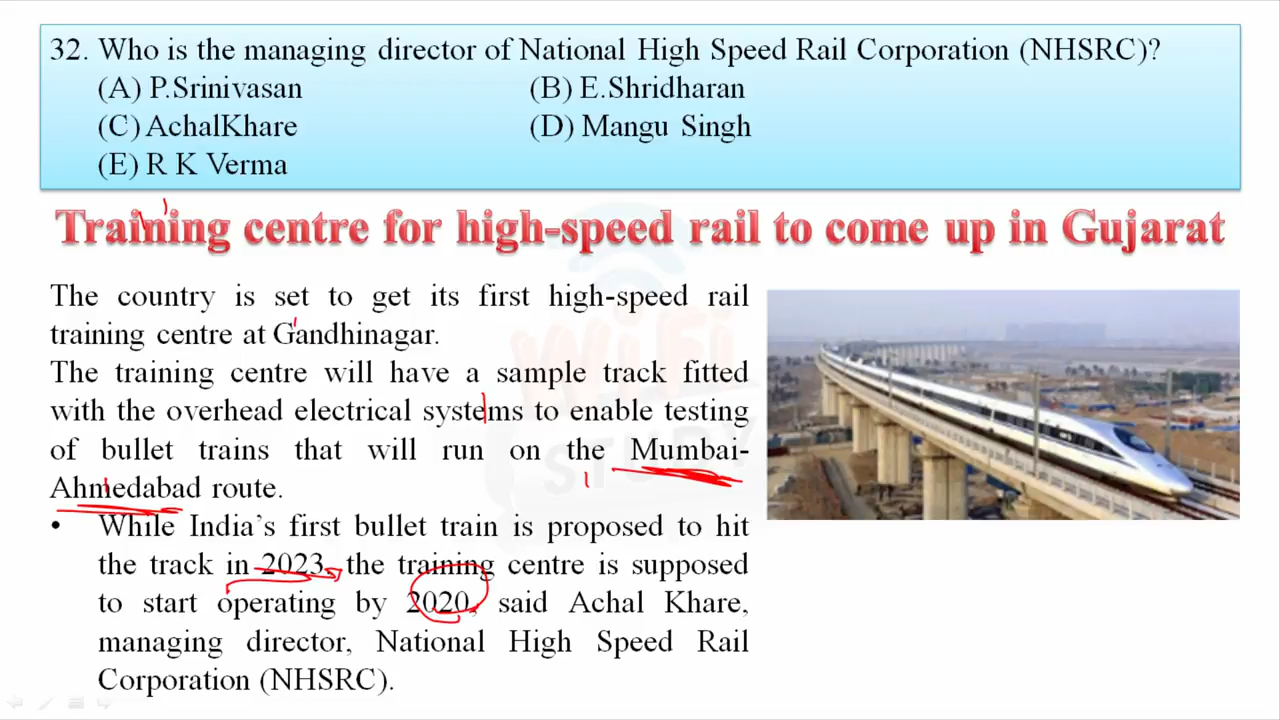 32. Who is the managing director of National High Speed Rail Corporation (NHSRC)?
(A) P.Srinivasan (B) E.Shridharan
(C) AchalKhare (D) Mangu Singh
(E) R K Verma
Training centre for high-speed rail to come up in Gujarat
The country is set to get its first high-speed rail
training centre at Gandhinagar.
The training centre will have a sample track fitted
with the overhead electrical systems to enable testing
of bullet trains that will run on the Mumbai-
Ahmedabad route.
• While India’s first bullet train is proposed to hit
the track in 2023, the training centre is supposed
to start operating by 2020, said Achal Khare,
managing director, National High Speed Rail
Corporation (NHSRC).
WiFi
STUDY